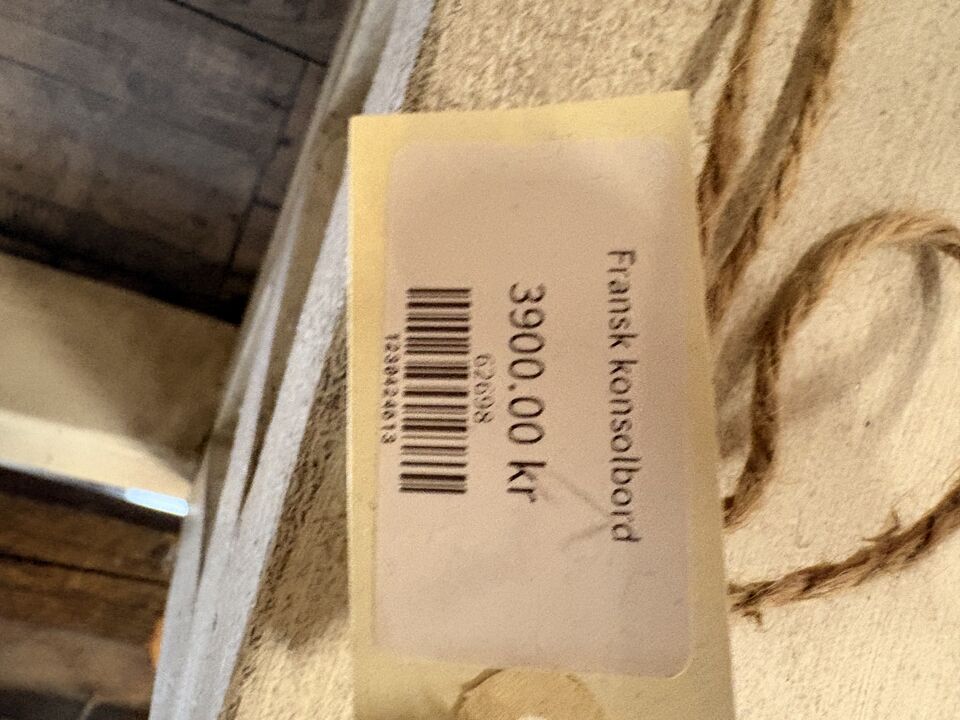 Fransk konsolbord
3900.00 kr
62698
1230424613